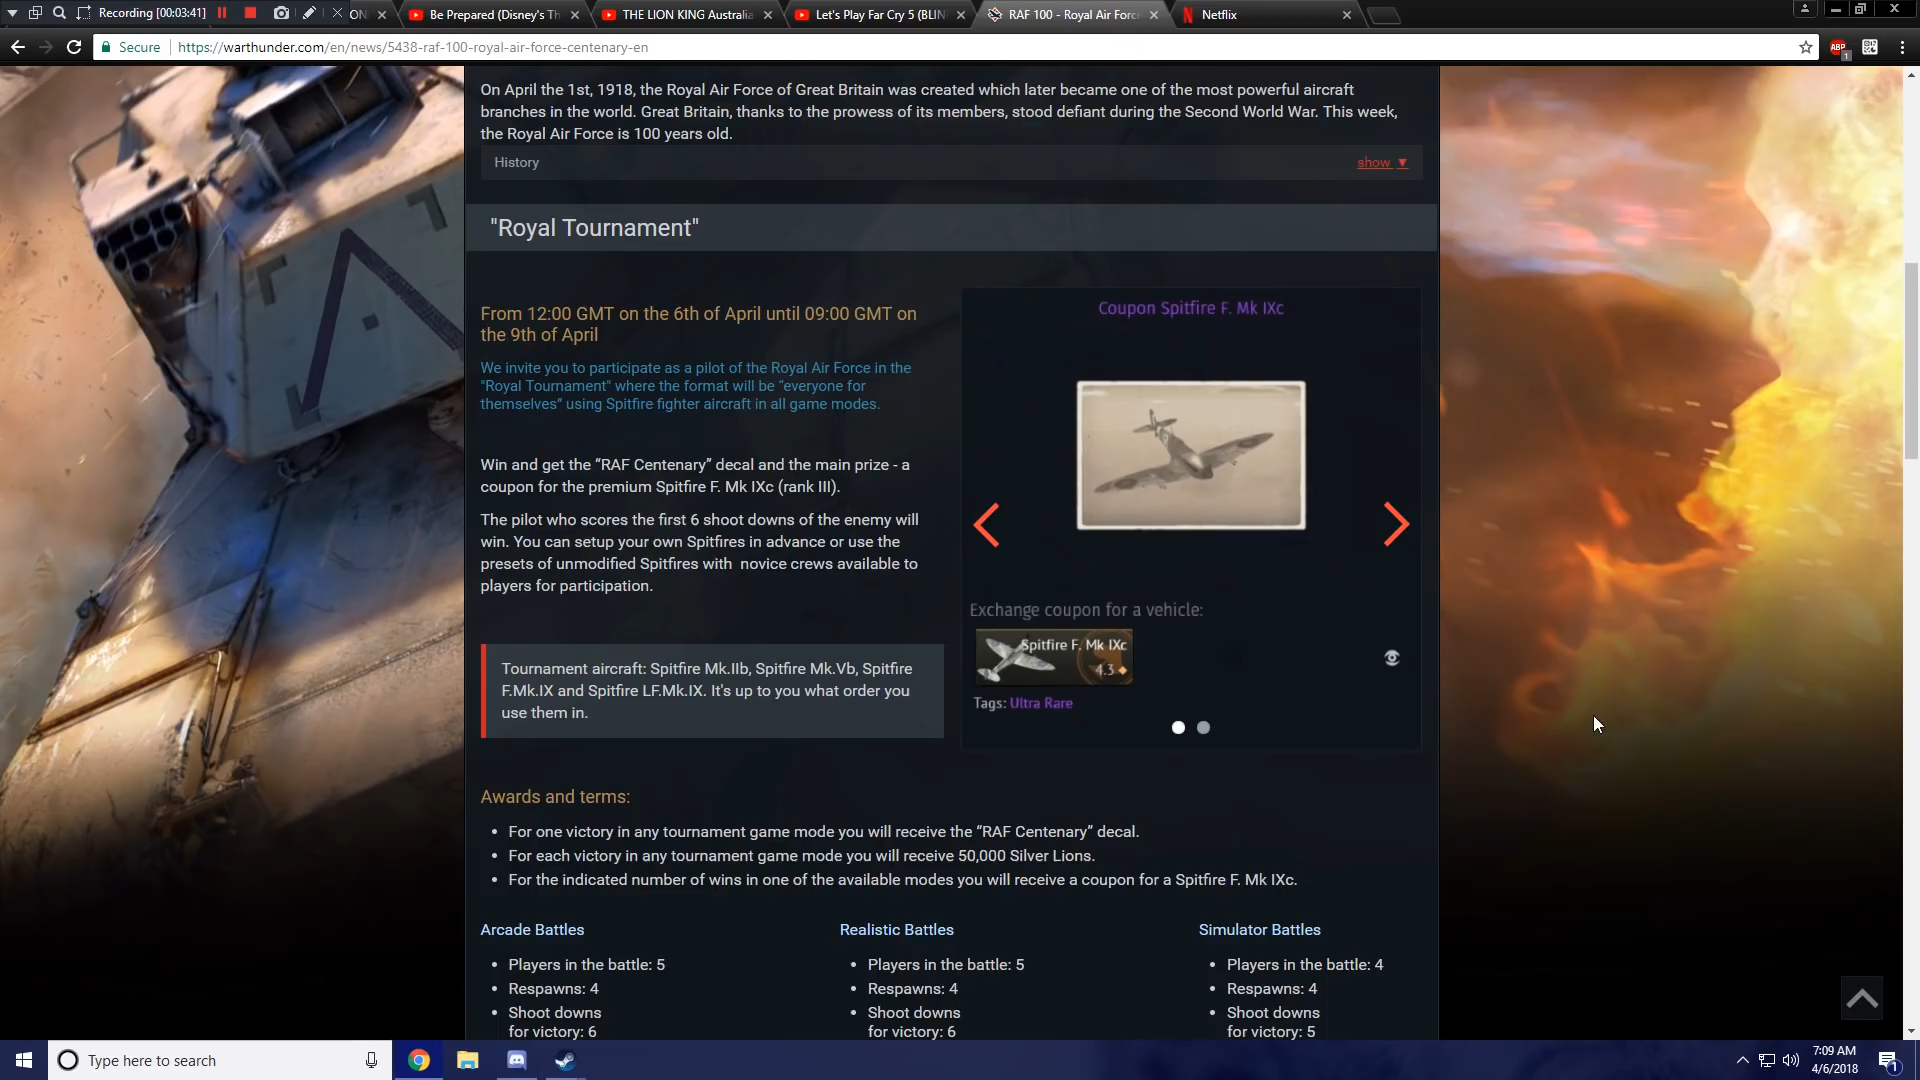 Recording [00:03:41]
ON
Be Prepared (Disney's Th
THE LION KING Australia
Let's Play Far Cry 5 (BLIN
RAF 100 - Royal Air Forc
Netflix
Secure
https://warthunder.com/en/news/5438-raf-100-royal-air-force-centenary-en
ABP
1
On April the 1st, 1918, the Royal Air Force of Great Britain was created which later became one of the most powerful aircraft
branches in the world. Great Britain, thanks to the prowess of its members, stood defiant during the Second World War. This week,
the Royal Air Force is 100 years old.
History
show ▼
"Royal Tournament"
From 12:00 GMT on the 6th of April until 09:00 GMT on
the 9th of April
We invite you to participate as a pilot of the Royal Air Force in the
"Royal Tournament" where the format will be “everyone for
themselves” using Spitfire fighter aircraft in all game modes.
Win and get the “RAF Centenary” decal and the main prize - a
coupon for the premium Spitfire F. Mk IXc (rank III).
The pilot who scores the first 6 shoot downs of the enemy will
win. You can setup your own Spitfires in advance or use the
presets of unmodified Spitfires with novice crews available to
players for participation.
Tournament aircraft: Spitfire Mk.IIb, Spitfire Mk.Vb, Spitfire
F.Mk.IX and Spitfire LF.Mk.IX. It's up to you what order you
use them in.
Coupon Spitfire F. Mk IXc
Exchange coupon for a vehicle:
Spitfire F. Mk IXc
4.3
Tags: Ultra Rare
Awards and terms:
• For one victory in any tournament game mode you will receive the “RAF Centenary” decal.
• For each victory in any tournament game mode you will receive 50,000 Silver Lions.
• For the indicated number of wins in one of the available modes you will receive a coupon for a Spitfire F. Mk IXc.
Arcade Battles
• Players in the battle: 5
• Respawns: 4
• Shoot downs
for victory: 6
Realistic Battles
• Players in the battle: 5
• Respawns: 4
• Shoot downs
for victory: 6
Simulator Battles
• Players in the battle: 4
• Respawns: 4
• Shoot downs
for victory: 5
Type here to search
7:09 AM
4/6/2018
1